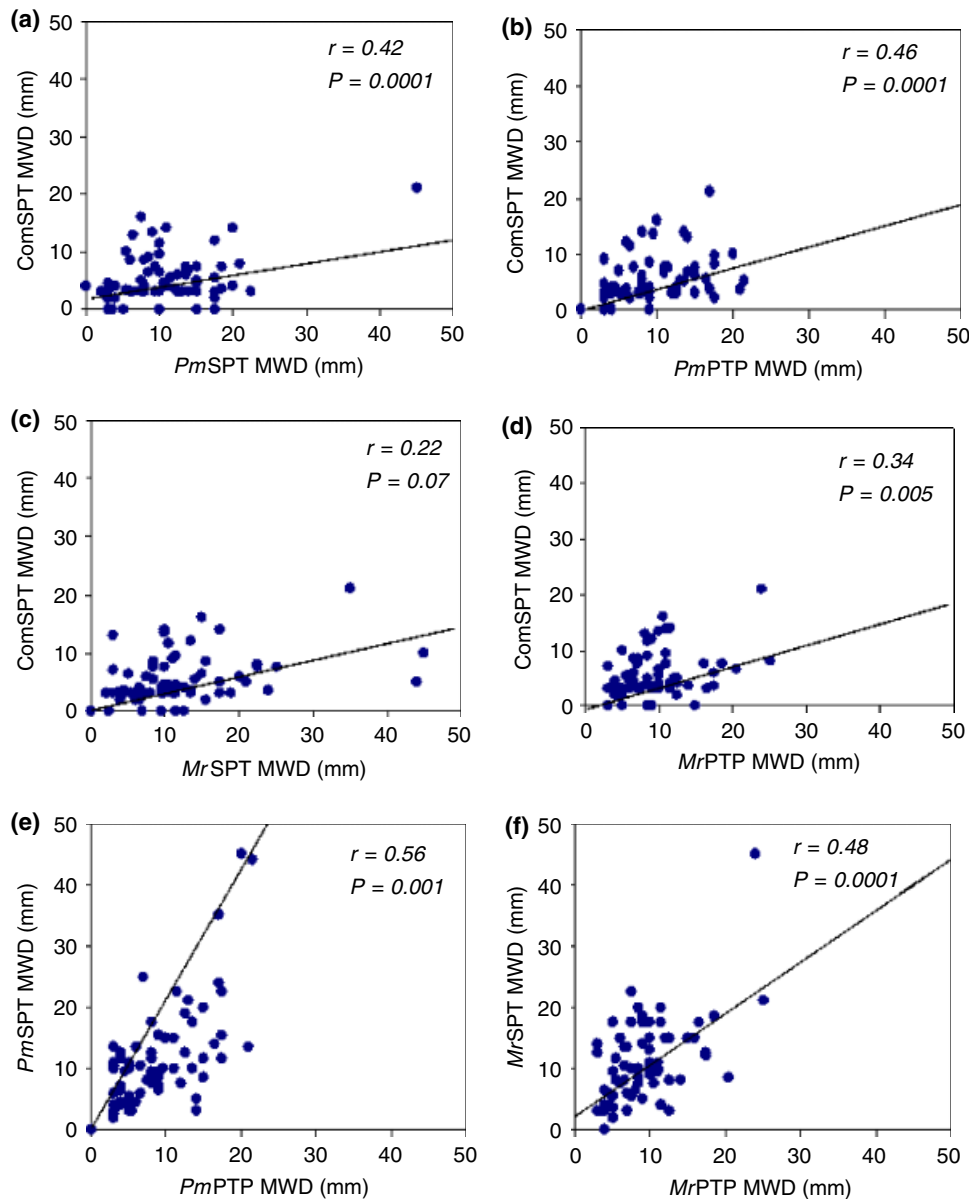 (a)
r = 0.42
P = 0.0001
ComSPT MWD (mm)
50
40
30
20
10
0
0 10 20 30 40 50
PmSPT MWD (mm)
(b)
r = 0.46
P = 0.0001
ComSPT MWD (mm)
50
40
30
20
10
0
0 10 20 30 40 50
PmPTP MWD (mm)
(c)
r = 0.22
P = 0.07
ComSPT MWD (mm)
50
40
30
20
10
0
0 10 20 30 40 50
MrSPT MWD (mm)
(d)
r = 0.34
P = 0.005
ComSPT MWD (mm)
50
40
30
20
10
0
0 10 20 30 40 50
MrPTP MWD (mm)
(e)
r = 0.56
P = 0.001
PmSPT MWD (mm)
50
40
30
20
10
0
0 10 20 30 40 50
PmPTP MWD (mm)
(f)
r = 0.48
P = 0.0001
MrSPT MWD (mm)
50
40
30
20
10
0
0 10 20 30 40 50
MrPTP MWD (mm)